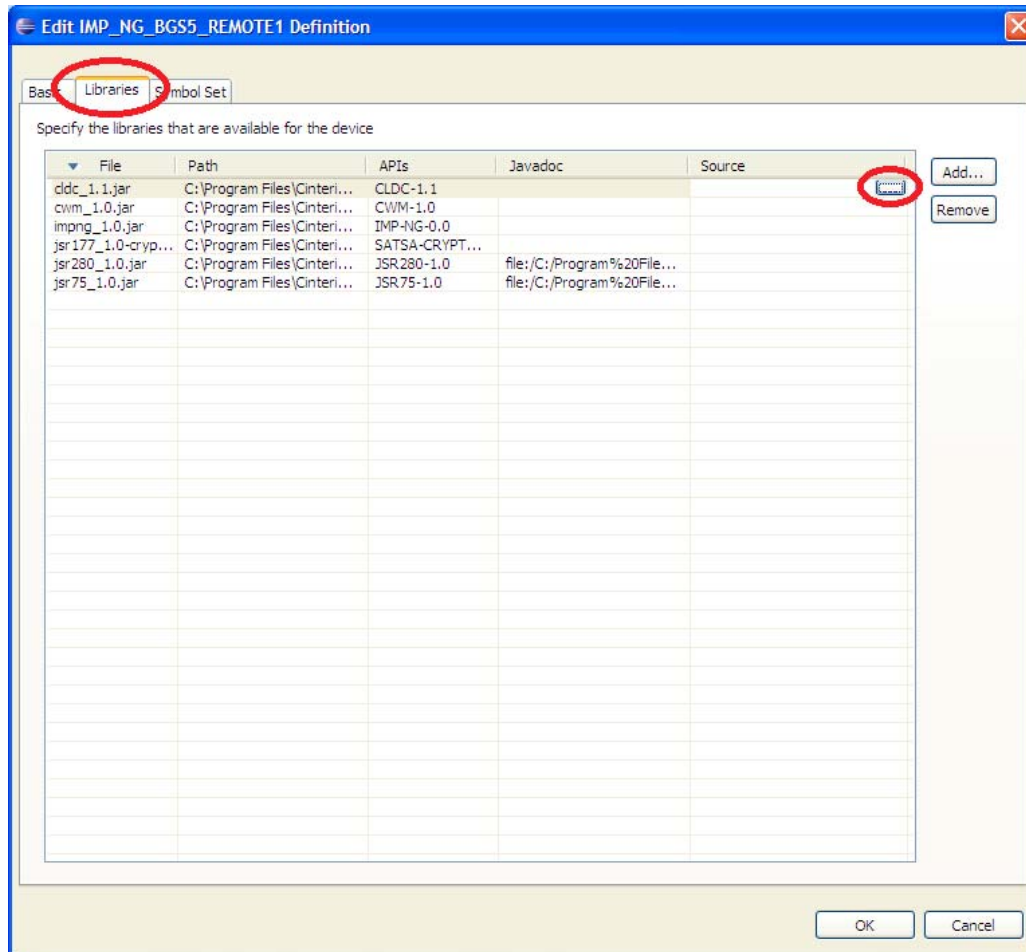 Edit IMP_NG_BGS5_REMOTE1 Definition
Libraries Symbol Set
Specify the libraries that are available for the device
File Path APIs Javadoc Source
Add...
cldc_1.1.jar C:\Program Files\Cinteri... CLDC-1.1
cwm_1.0.jar C:\Program Files\Cinteri... CWM-1.0
Remove
impng_1.0.jar C:\Program Files\Cinteri... IMP-NG-0.0
jsr177_1.0-cryp... C:\Program Files\Cinteri... SATSA-CRYPT...
jsr280_1.0.jar C:\Program Files\Cinteri... JSR280-1.0 file:/C:/Program%20File...
jsr75_1.0.jar C:\Program Files\Cinteri... JSR75-1.0 file:/C:/Program%20File...
OK Cancel